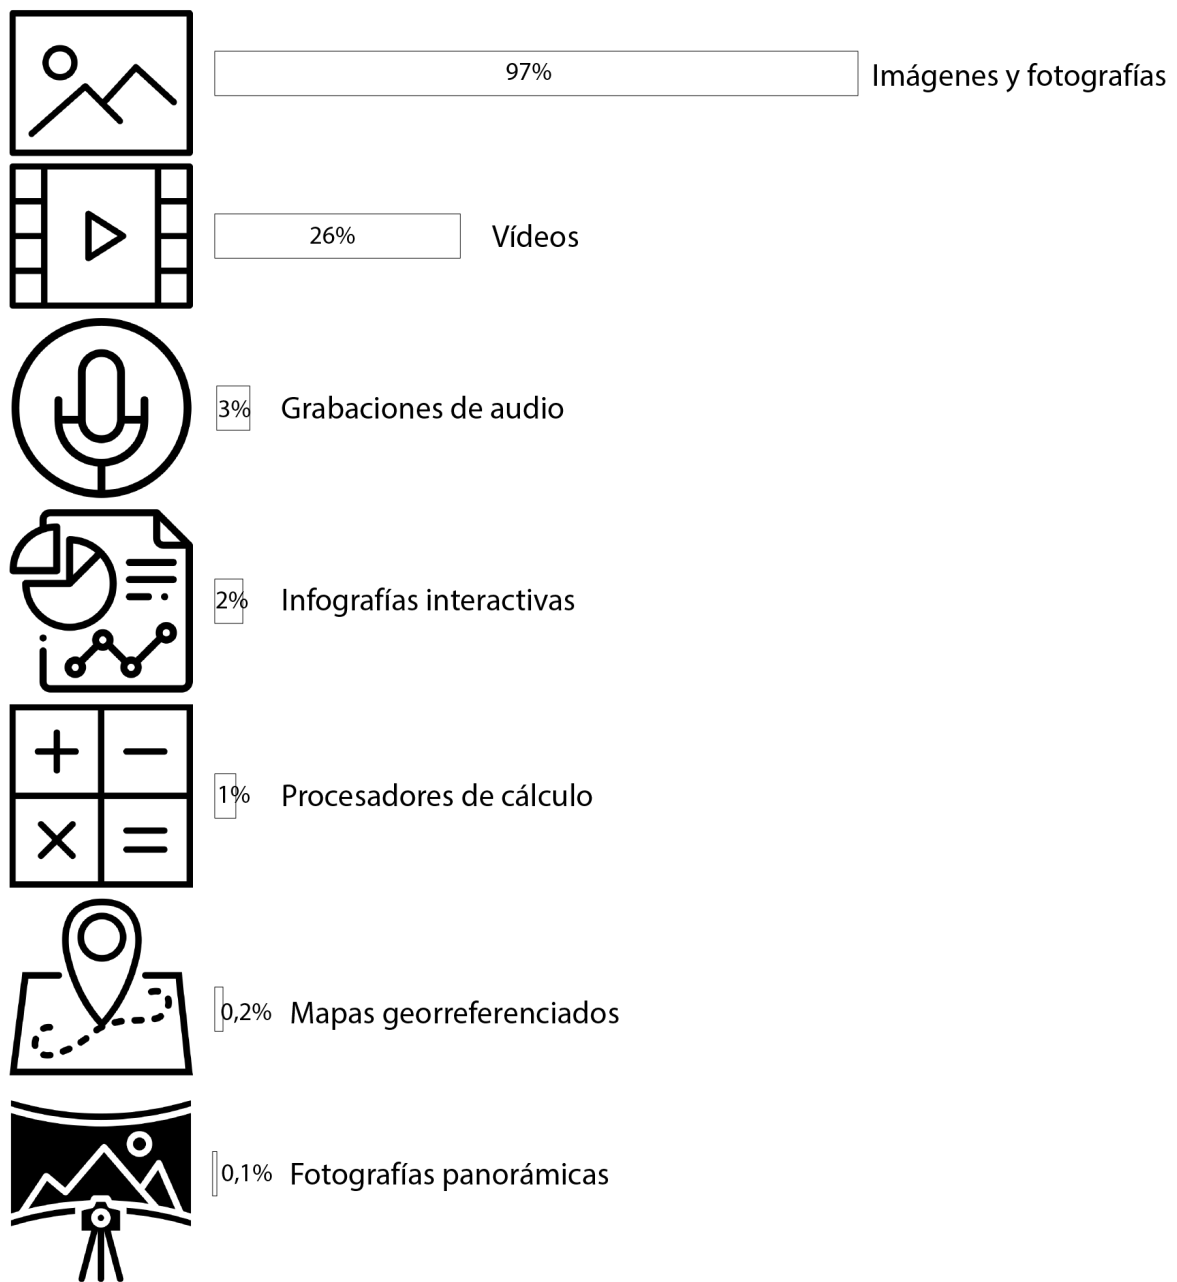 97% Imágenes y fotografías
26% Vídeos
3% Grabaciones de audio
2% Infografías interactivas
1% Procesadores de cálculo
0,2% Mapas georreferenciados
0,1% Fotografías panorámicas